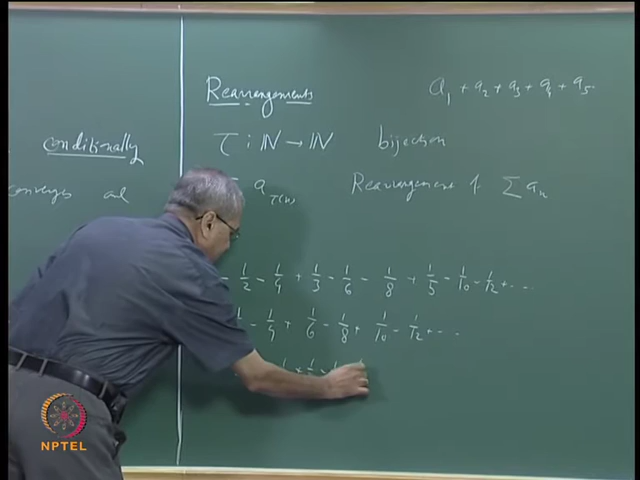 conditionally
converges
Rearrangements
a₁ + a₂ + a₃ + a₄ + a₅ ..
τ : ℕ → ℕ bijection
a_τ(n) Rearrangement of Σ aₙ
- 1/2 - 1/4 + 1/3 - 1/6 - 1/8 + 1/5 - 1/10 - 1/12 + ....
- 1/4 + 1/6 - 1/8 + 1/10 - 1/12 + ...
NPTEL